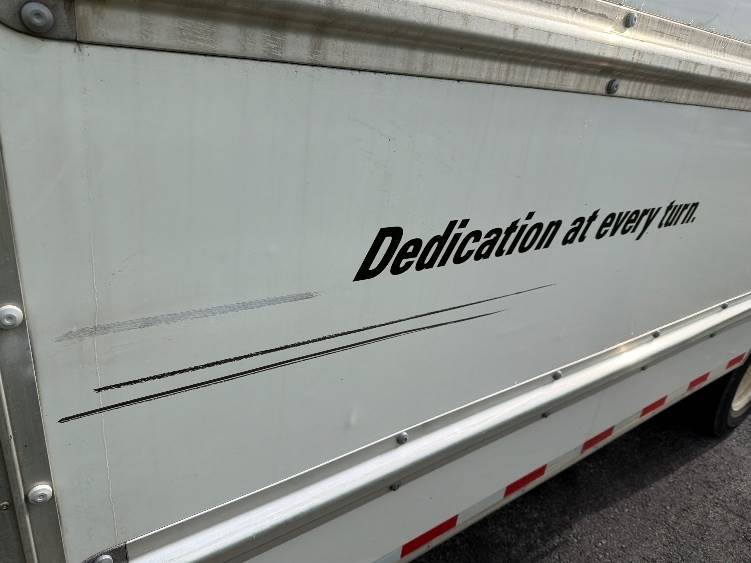 Dedication at every turn.